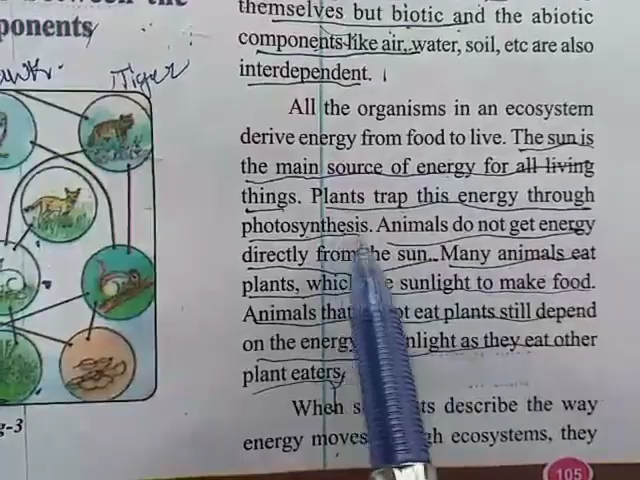 between the
ponents
Tiger
themselves but biotic and the abiotic
components like air, water, soil, etc are also
interdependent.
All the organisms in an ecosystem
derive energy from food to live. The sun is
the main source of energy for all living
things. Plants trap this energy through
photosynthesis. Animals do not get energy
directly from the sun. Many animals eat
plants, which sunlight to make food.
Animals that eat plants still depend
on the energy sunlight as they eat other
plant eaters.
When describe the way
energy moves ecosystems, they
g-3
105